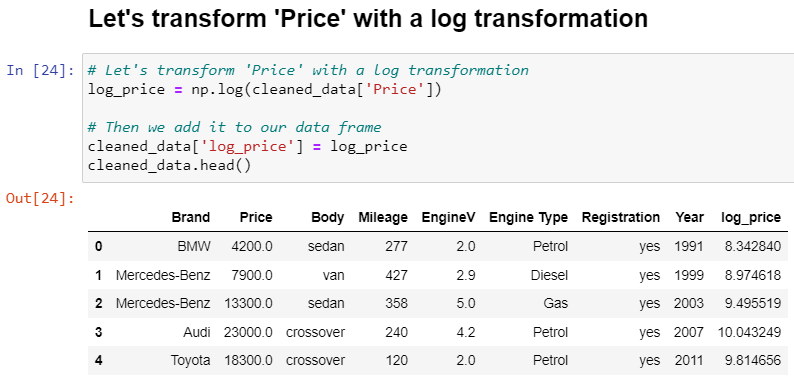 Let's transform 'Price' with a log transformation
In [24]: # Let's transform 'Price' with a log transformation
log_price = np.log(cleaned_data['Price'])
# Then we add it to our data frame
cleaned_data['log_price'] = log_price
cleaned_data.head()
Out[24]:
Brand Price Body Mileage EngineV Engine Type Registration Year log_price
0 BMW 4200.0 sedan 277 2.0 Petrol yes 1991 8.342840
1 Mercedes-Benz 7900.0 van 427 2.9 Diesel yes 1999 8.974618
2 Mercedes-Benz 13300.0 sedan 358 5.0 Gas yes 2003 9.495519
3 Audi 23000.0 crossover 240 4.2 Petrol yes 2007 10.043249
4 Toyota 18300.0 crossover 120 2.0 Petrol yes 2011 9.814656